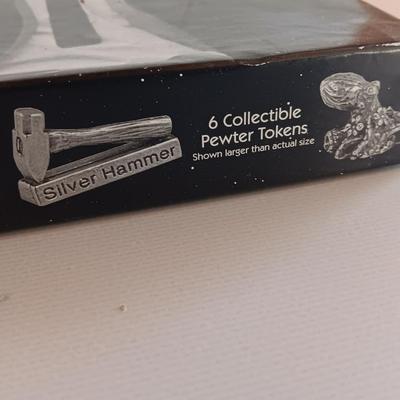 Silver Hammer
6 Collectible
Pewter Tokens
Shown larger than actual size